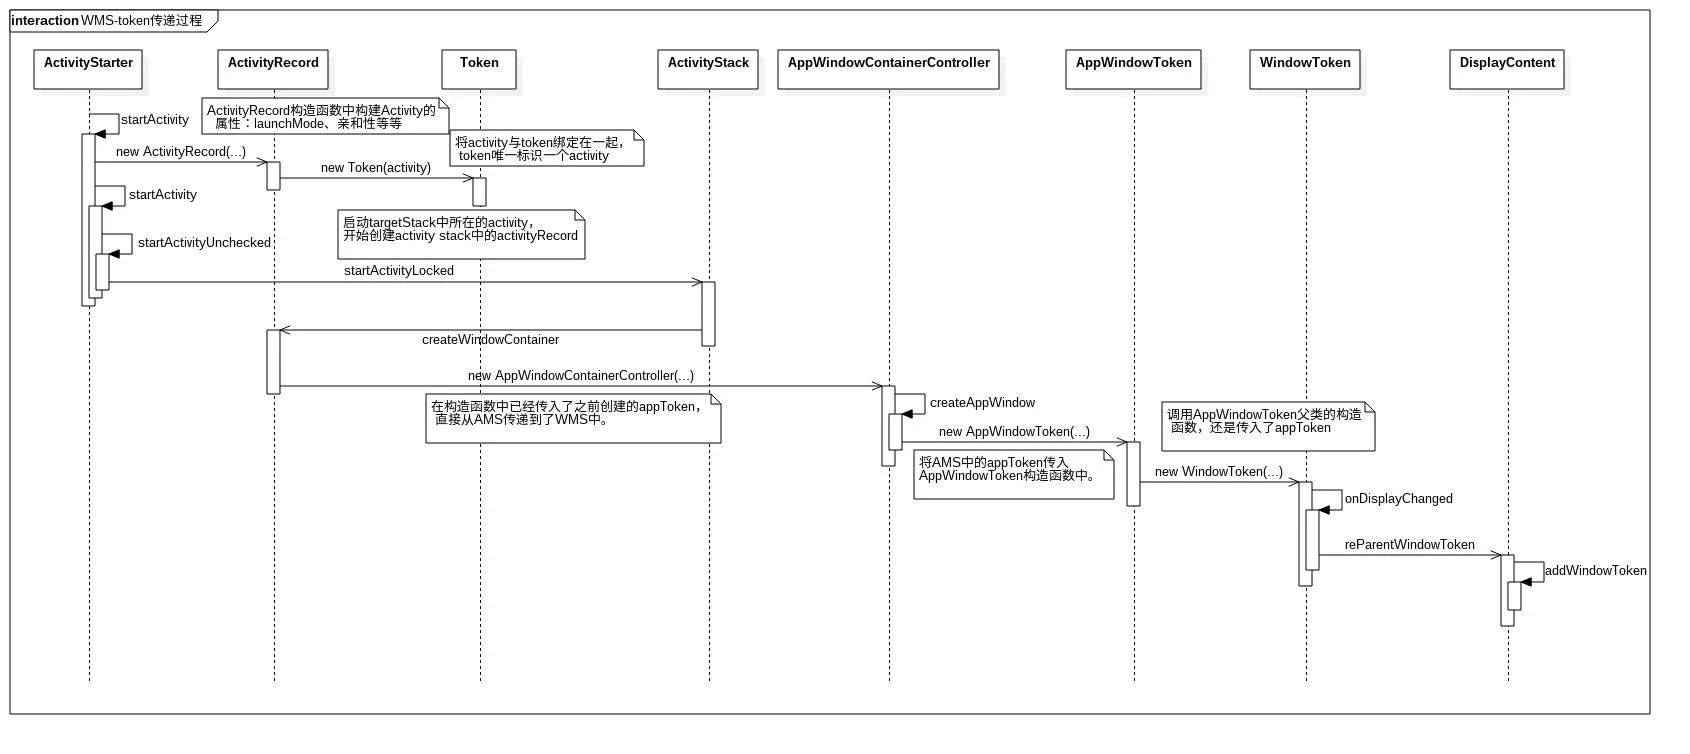 interaction WMS-token传递过程
ActivityStarter
ActivityRecord
Token
ActivityStack
AppWindowContainerController
AppWindowToken
WindowToken
DisplayContent
startActivity
ActivityRecord构造函数中构建Activity的
属性：launchMode、亲和性等等
将activity与token绑定在一起，
token唯一标识一个activity
new ActivityRecord(...)
new Token(activity)
startActivity
启动targetStack中所在的activity，
开始创建activity stack中的activityRecord
startActivityUnchecked
startActivityLocked
createWindowContainer
new AppWindowContainerController(...)
在构造函数中已经传入了之前创建的appToken，
直接从AMS传递到了WMS中。
createAppWindow
new AppWindowToken(...)
调用AppWindowToken父类的构造
函数，还是传入了appToken
将AMS中的appToken传入
AppWindowToken构造函数中。
new WindowToken(...)
onDisplayChanged
reParentWindowToken
addWindowToken